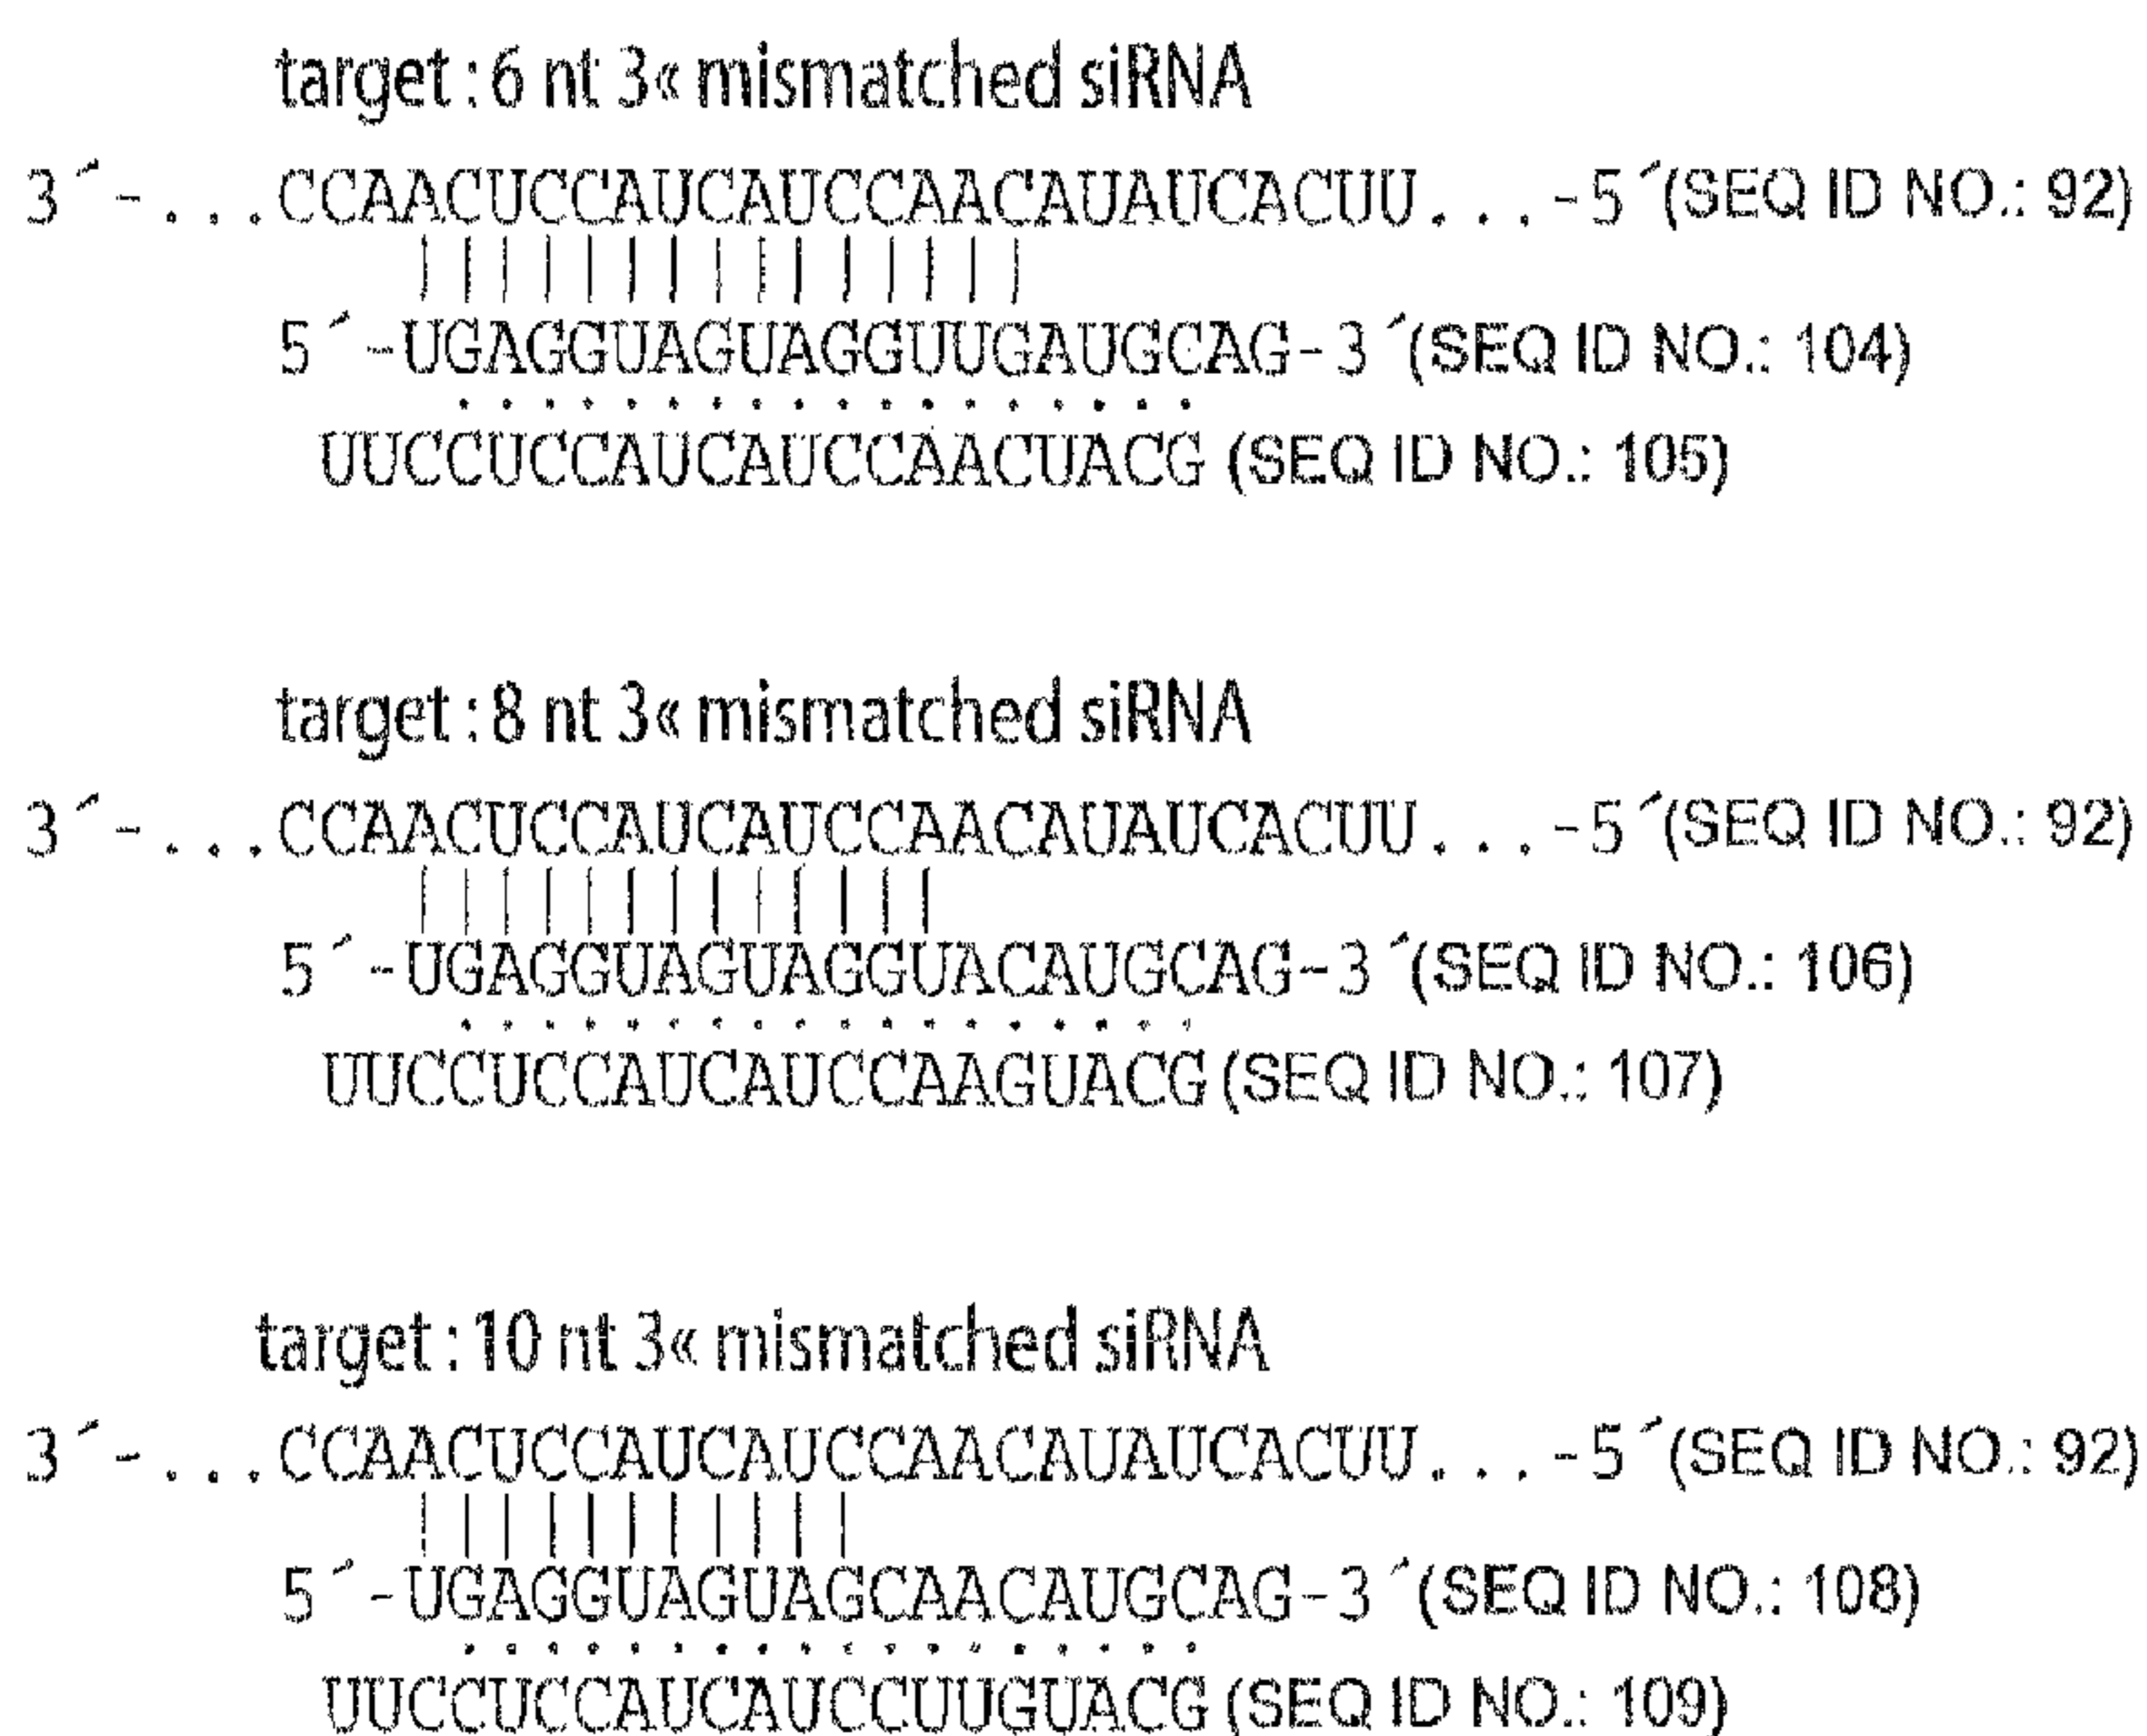 target : 6 nt 3« mismatched siRNA
3´-...CCAACUCCAUCAUCCAACAUAUCACUU...-5´(SEQ ID NO.: 92)
5´-UGAGGUAGUAGGUUGAUGCAG-3´(SEQ ID NO.: 104)
UUCCUCCAUCAUCCAACUACG (SEQ ID NO.: 105)
target : 8 nt 3« mismatched siRNA
3´-...CCAACUCCAUCAUCCAACAUAUCACUU...-5´(SEQ ID NO.: 92)
5´-UGAGGUAGUAGGUACAUGCAG-3´(SEQ ID NO.: 106)
UUCCUCCAUCAUCCAAGUACG (SEQ ID NO.: 107)
target : 10 nt 3« mismatched siRNA
3´-...CCAACUCCAUCAUCCAACAUAUCACUU...-5´(SEQ ID NO.: 92)
5´-UGAGGUAGUAGCAACAUGCAG-3´(SEQ ID NO.: 108)
UUCCUCCAUCAUCCUUGUACG (SEQ ID NO.: 109)